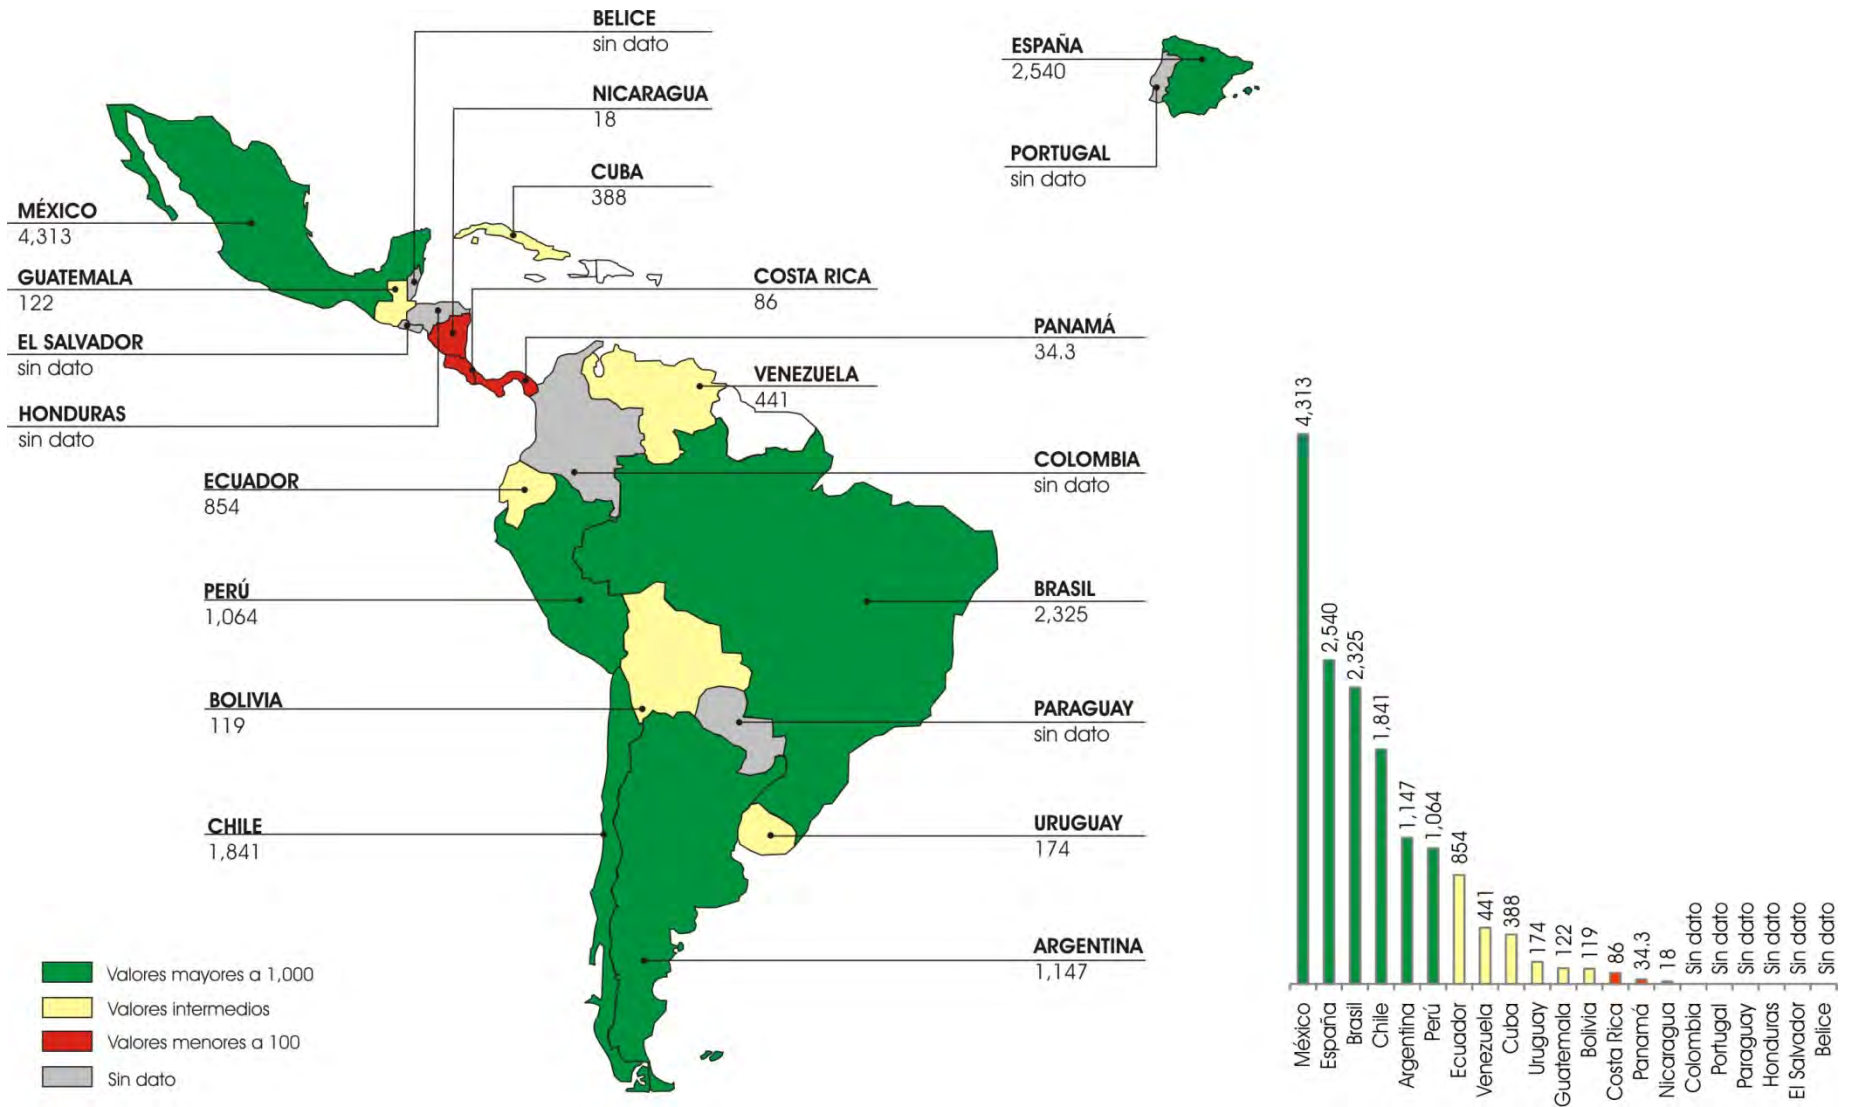 BELICE
sin dato
NICARAGUA
18
CUBA
388
ESPAÑA
2,540
PORTUGAL
sin dato
MÉXICO
4,313
GUATEMALA
122
EL SALVADOR
sin dato
HONDURAS
sin dato
COSTA RICA
86
PANAMÁ
34.3
VENEZUELA
441
COLOMBIA
sin dato
ECUADOR
854
PERÚ
1,064
BRASIL
2,325
BOLIVIA
119
PARAGUAY
sin dato
CHILE
1,841
URUGUAY
174
ARGENTINA
1,147
Valores mayores a 1,000
Valores intermedios
Valores menores a 100
Sin dato
4,313
2,540
2,325
1,841
1,147
1,064
854
441
388
174
122
119
86
34.3
18
Sin dato
Sin dato
Sin dato
Sin dato
Sin dato
Sin dato
México
España
Brasil
Chile
Argentina
Perú
Ecuador
Venezuela
Cuba
Uruguay
Guatemala
Bolivia
Costa Rica
Panamá
Nicaragua
Colombia
Portugal
Paraguay
Honduras
El Salvador
Belice